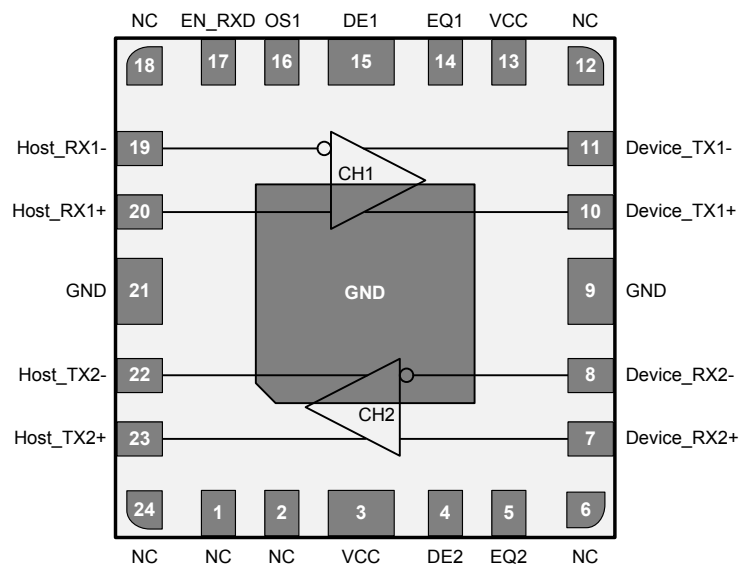 NC EN_RXD OS1 DE1 EQ1 VCC NC
18 17 16 15 14 13 12
Host_RX1- 19 11 Device_TX1-
CH1
Host_RX1+ 20 10 Device_TX1+
GND 21 GND 9 GND
Host_TX2- 22 8 Device_RX2-
CH2
Host_TX2+ 23 7 Device_RX2+
24 1 2 3 4 5 6
NC NC NC VCC DE2 EQ2 NC